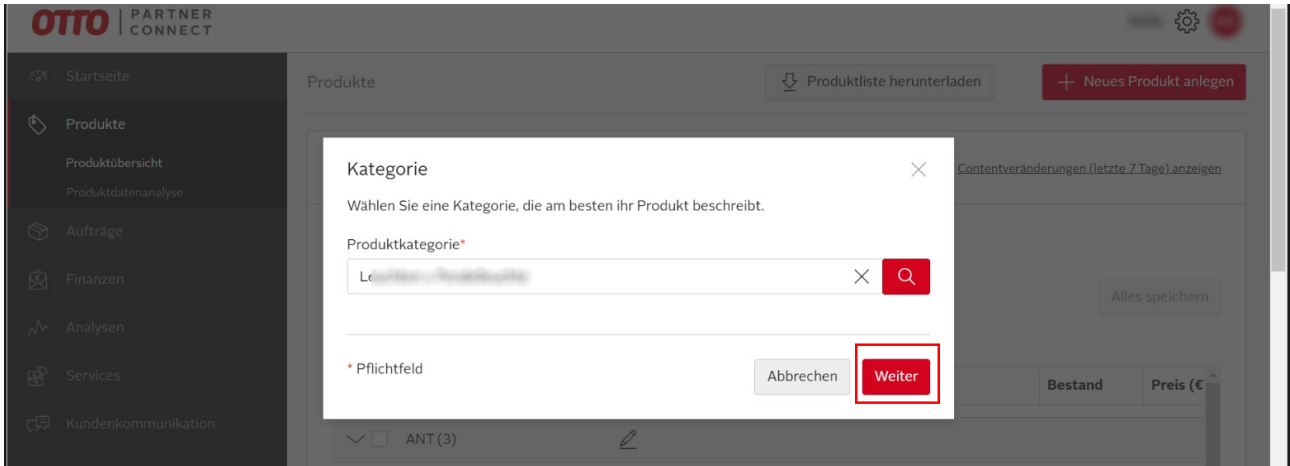 OTTO PARTNER CONNECT
Startseite
Produkte
Produktübersicht
Produktdatenanalyse
Aufträge
Finanzen
Analysen
Services
Kundenkommunikation
Produkte
Produktliste herunterladen
Neues Produkt anlegen
Contentveränderungen (letzte 7 Tage) anzeigen
Kategorie
Wählen Sie eine Kategorie, die am besten ihr Produkt beschreibt.
Produktkategorie*
* Pflichtfeld
Abbrechen
Weiter
Alles speichern
Bestand
Preis (€
ANT (3)